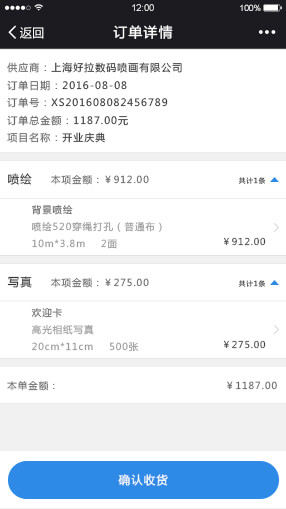 12:00
100%
返回
订单详情
供应商：上海好拉数码喷画有限公司
订单日期：2016-08-08
订单号：XS201608082456789
订单总金额：1187.00元
项目名称：开业庆典
喷绘 本项金额：¥912.00 共计1条
背景喷绘
喷绘520穿绳打孔（普通布）
10m*3.8m 2面
¥912.00
写真 本项金额：¥275.00 共计1条
欢迎卡
高光相纸写真
20cm*11cm 500张
¥275.00
本单金额： ¥1187.00
确认收货